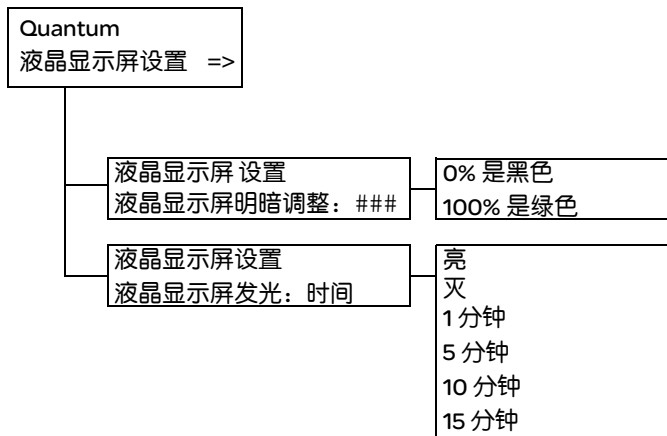 Quantum
液晶显示屏设置 =>
液晶显示屏 设置
液晶显示屏明暗调整：###
0% 是黑色
100% 是绿色
液晶显示屏设置
液晶显示屏发光：时间
亮
灭
1 分钟
5 分钟
10 分钟
15 分钟